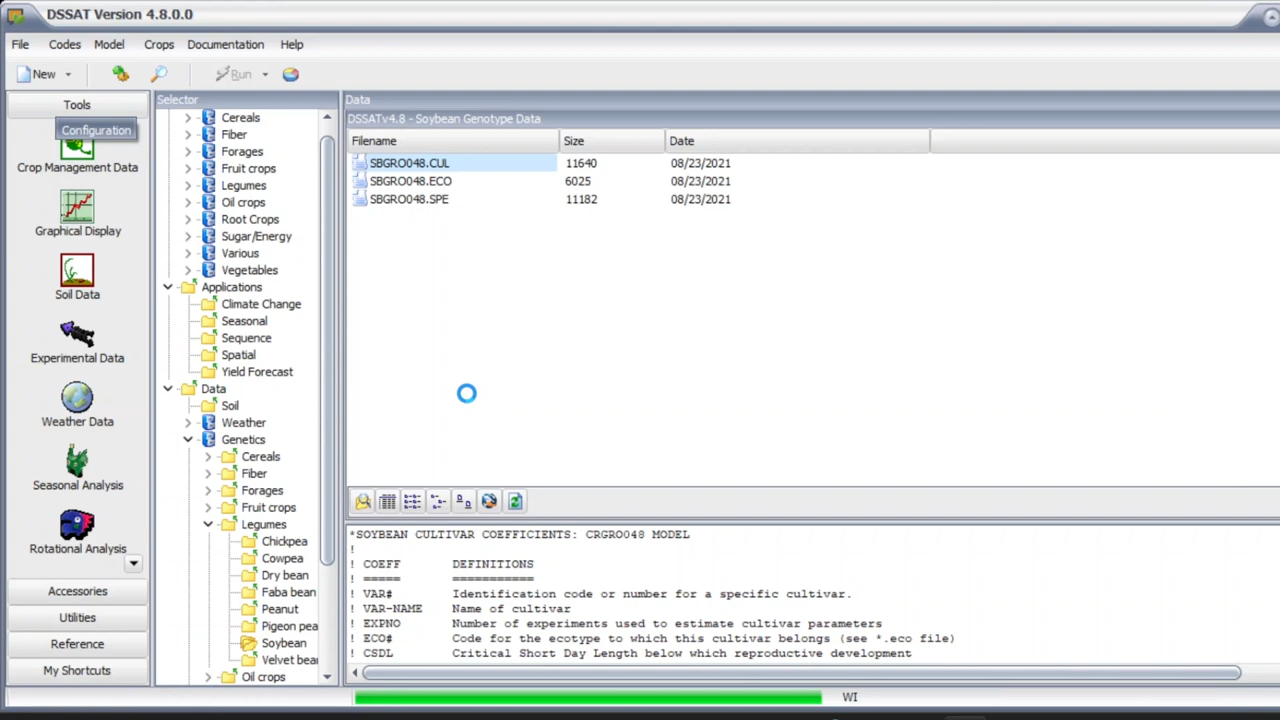 DSSAT Version 4.8.0.0
File Codes Model Crops Documentation Help
New Run
Tools
Configuration
Crop Management Data
Graphical Display
Soil Data
Experimental Data
Weather Data
Seasonal Analysis
Rotational Analysis
Accessories
Utilities
Reference
My Shortcuts
Selector
Cereals
Fiber
Forages
Fruit crops
Legumes
Oil crops
Root Crops
Sugar/Energy
Various
Vegetables
Applications
Climate Change
Seasonal
Sequence
Spatial
Yield Forecast
Data
Soil
Weather
Genetics
Cereals
Fiber
Forages
Fruit crops
Legumes
Chickpea
Cowpea
Dry bean
Faba bean
Peanut
Pigeon pea
Soybean
Velvet bea
Oil crops
Data
DSSATv4.8 - Soybean Genotype Data
Filename Size Date
SBGRO048.CUL 11640 08/23/2021
SBGRO048.ECO 6025 08/23/2021
SBGRO048.SPE 11182 08/23/2021
*SOYBEAN CULTIVAR COEFFICIENTS: CRGRO048 MODEL
!
! COEFF DEFINITIONS
! ===== ===========
! VAR# Identification code or number for a specific cultivar.
! VAR-NAME Name of cultivar
! EXPNO Number of experiments used to estimate cultivar parameters
! ECO# Code for the ecotype to which this cultivar belongs (see *.eco file)
! CSDL Critical Short Day Length below which reproductive development
WI